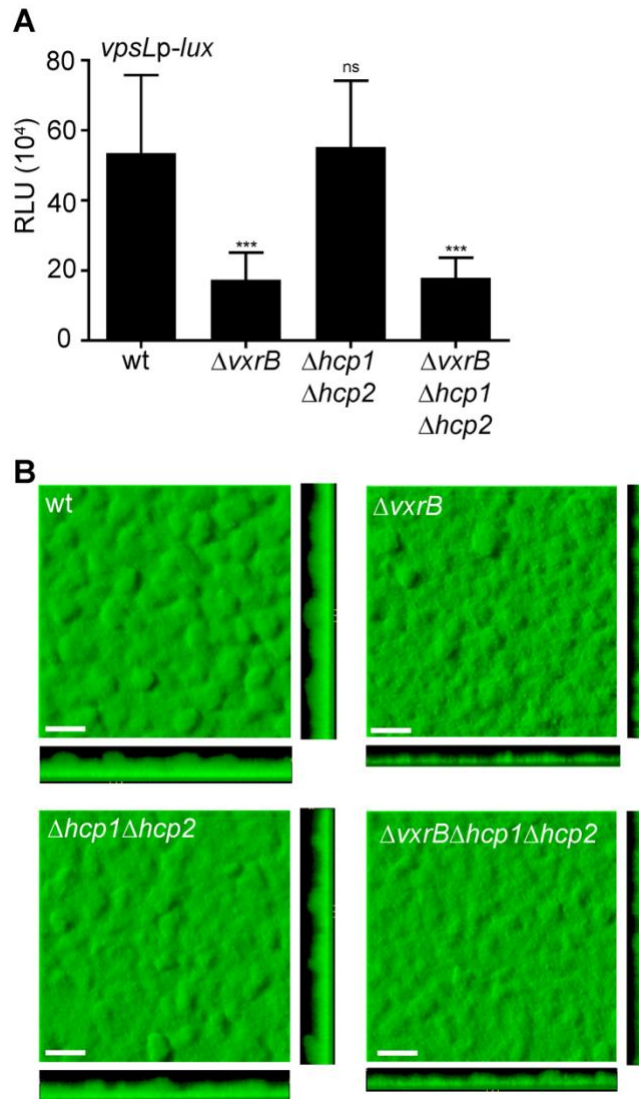 A
vpsLp-lux
RLU (10⁴)
80
60
40
20
0
***
ns
***
wt
ΔvxrB
Δhcp1
Δhcp2
ΔvxrB
Δhcp1
Δhcp2
B
wt
ΔvxrB
Δhcp1Δhcp2
ΔvxrBΔhcp1Δhcp2